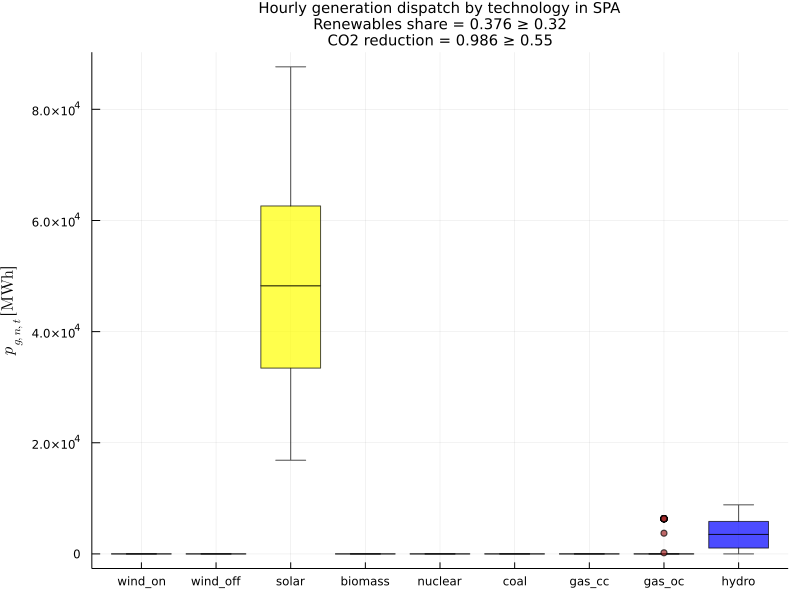 Hourly generation dispatch by technology in SPA
Renewables share = 0.376 ≥ 0.32
CO2 reduction = 0.986 ≥ 0.55
p_{g,n,t} [MWh]
8.0×10⁴
6.0×10⁴
4.0×10⁴
2.0×10⁴
0
wind_on wind_off solar biomass nuclear coal gas_cc gas_oc hydro